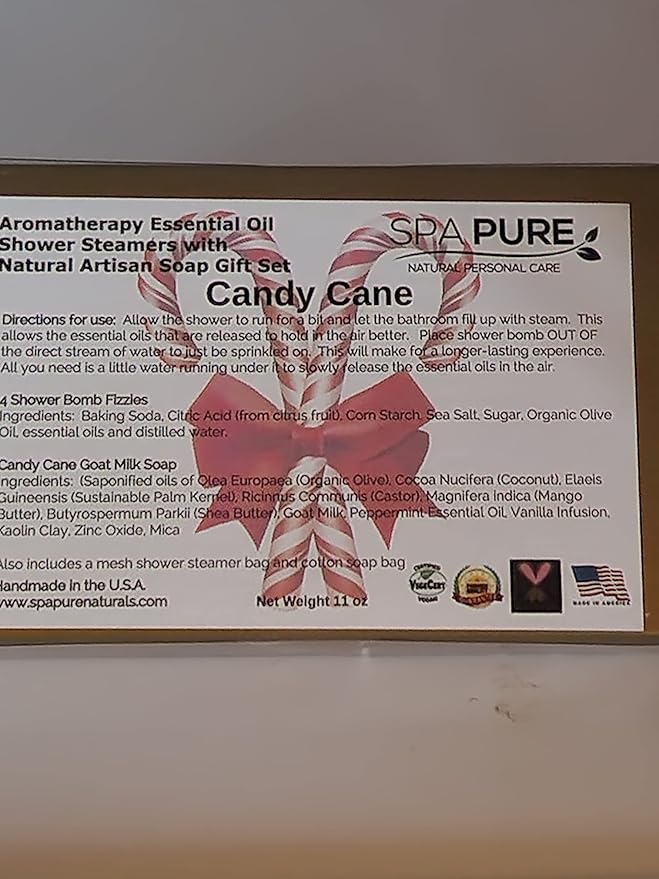 Aromatherapy Essential Oil
Shower Steamers with
Natural Artisan Soap Gift Set
SPA PURE
NATURAL PERSONAL CARE
Candy Cane
Directions for use: Allow the shower to run for a bit and let the bathroom fill up with steam. This
allows the essential oils that are released to hold in the air better. Place shower bomb OUT OF
the direct stream of water to just be sprinkled on. This will make for a longer-lasting experience.
All you need is a little water running under it to slowly release the essential oils in the air.
4 Shower Bomb Fizzies
Ingredients: Baking Soda, Citric Acid (from citrus fruit), Corn Starch, Sea Salt, Sugar, Organic Olive
Oil, essential oils and distilled water.
Candy Cane Goat Milk Soap
Ingredients: (Saponified oils of Olea Europaea (Organic Olive), Cocoa Nucifera (Coconut), Elaeis
Guineensis (Sustainable Palm Kernel), Ricinnus Communis (Castor), Magnifera indica (Mango
Butter), Butyrospermum Parkii (Shea Butter), Goat Milk, Peppermint Essential Oil, Vanilla Infusion,
Kaolin Clay, Zinc Oxide, Mica
Also includes a mesh shower steamer bag and cotton soap bag
Handmade in the U.S.A.
www.spapurenaturals.com
Net Weight 11 oz
CERTIFIED
VegeCert
VEGAN
MADE IN AMERICA